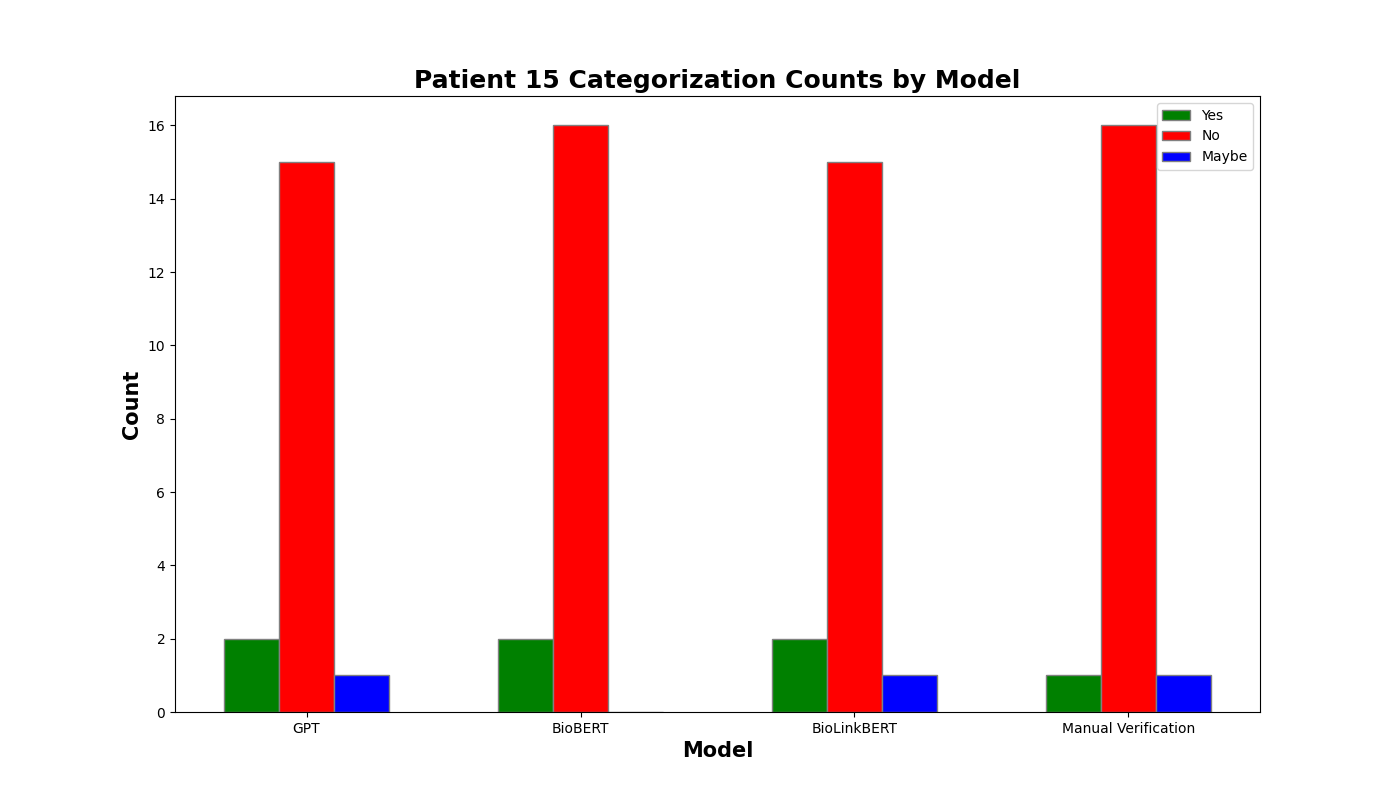 Patient 15 Categorization Counts by Model
Yes
No
Maybe
16
14
12
10
8
6
4
2
0
Count
GPT
BioBERT
BioLinkBERT
Manual Verification
Model